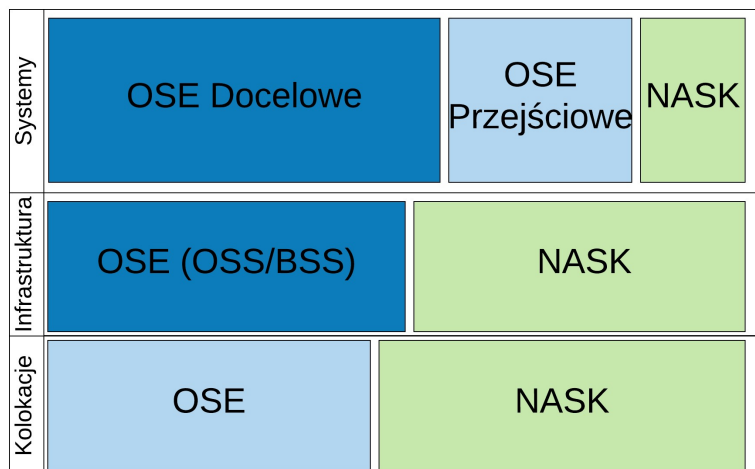 Systemy
OSE Docelowe
OSE
Przejściowe
NASK
Infrastruktura
OSE (OSS/BSS)
NASK
Kolokacje
OSE
NASK